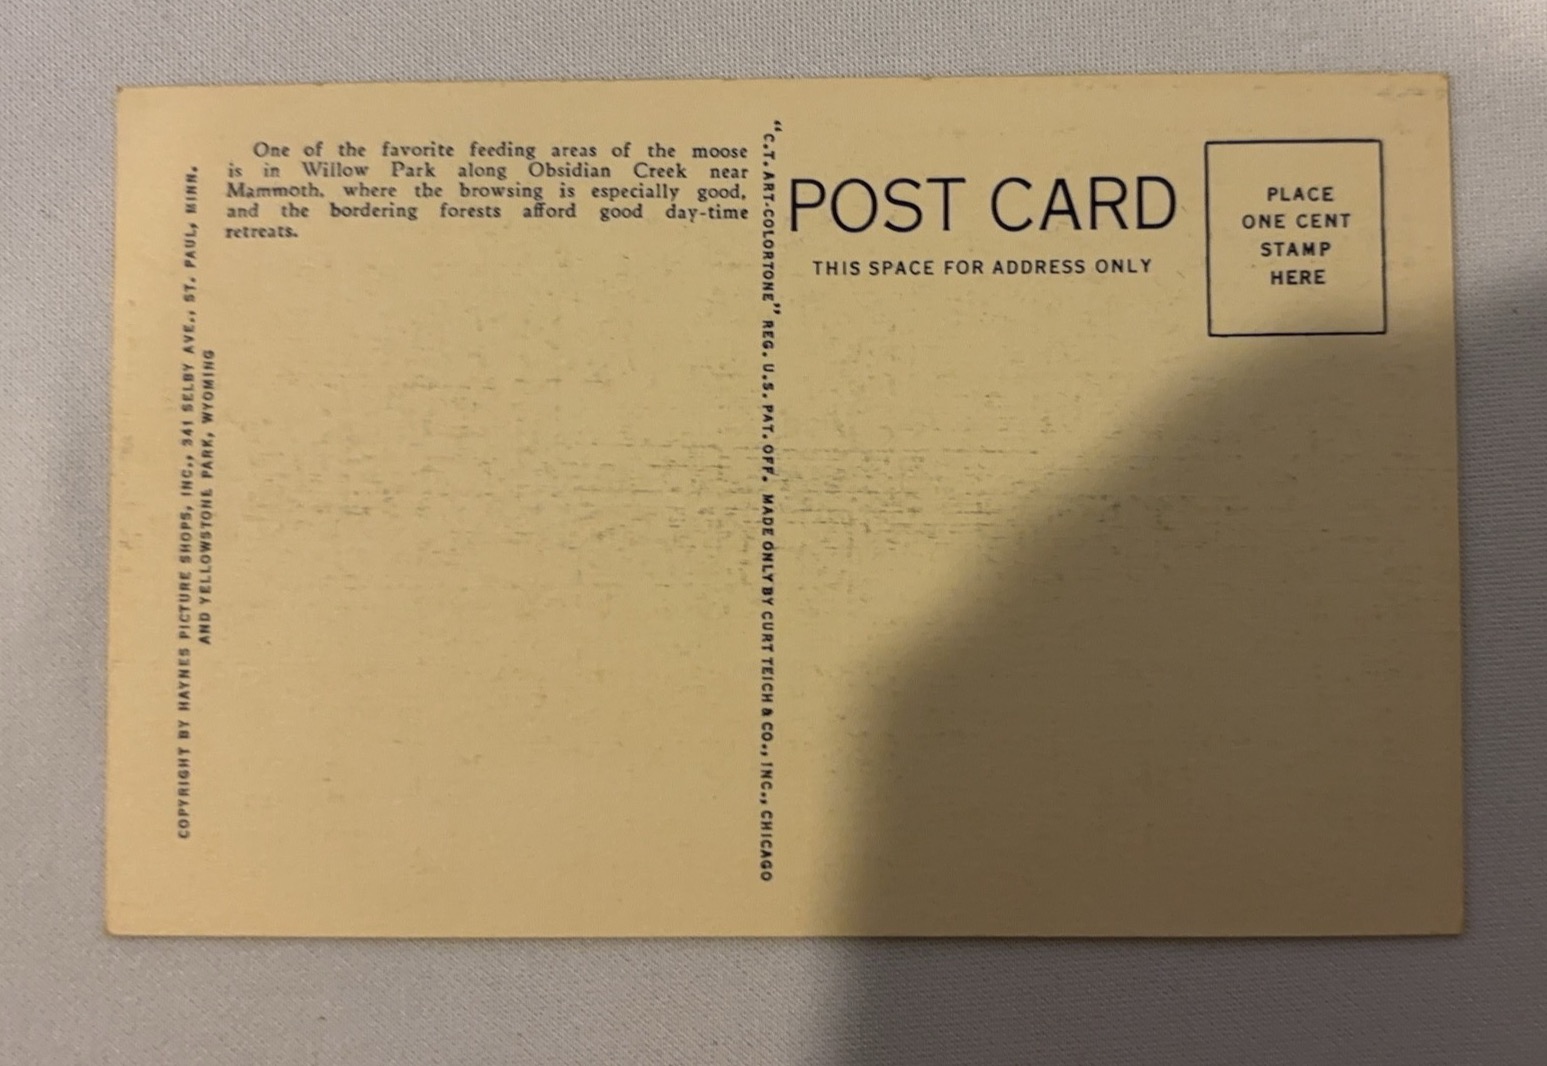 One of the favorite feeding areas of the moose
is in Willow Park along Obsidian Creek near
Mammoth, where the browsing is especially good,
and the bordering forests afford good day-time
retreats.
COPYRIGHT BY HAYNES PICTURE SHOPS, INC., 341 SELBY AVE., ST. PAUL, MINN.
AND YELLOWSTONE PARK, WYOMING
"C.T. ART-COLORTONE" REG. U.S. PAT. OFF. MADE ONLY BY CURT TEICH & CO., INC., CHICAGO
POST CARD
THIS SPACE FOR ADDRESS ONLY
PLACE
ONE CENT
STAMP
HERE